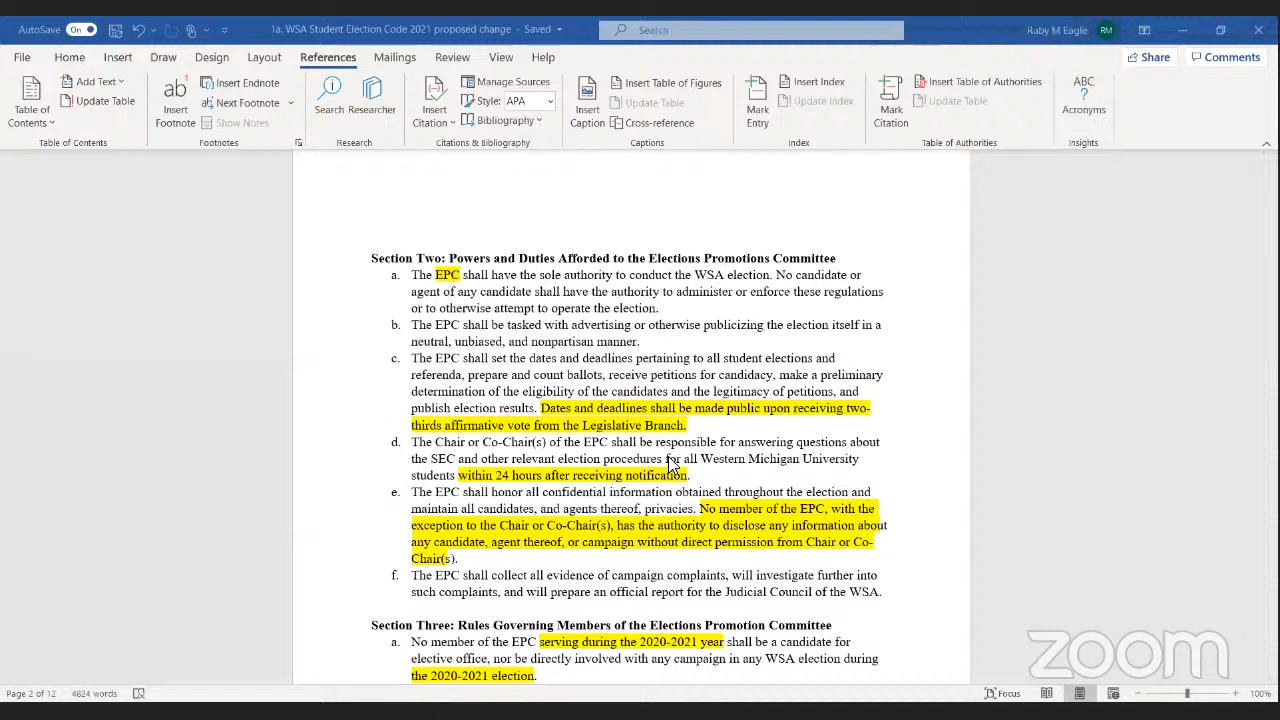 AutoSave On 1a. WSA Student Election Code 2021 proposed change - Saved Search Raby M Eagle RM
File Home Insert Draw Design Layout References Mailings Review View Help Share Comments
Table of Contents Add Text Update Table
Table of Contents
ab¹ Insert Footnote Insert Endnote Next Footnote Show Notes
Footnotes
Search Researcher
Research
Insert Citation Manage Sources Style: APA Bibliography
Citations & Bibliography
Insert Caption Insert Table of Figures Update Table Cross-reference
Captions
Mark Entry Insert Index Update Index
Index
Mark Citation Insert Table of Authorities Update Table
Table of Authorities
ABC ? Acronyms
Insights
Section Two: Powers and Duties Afforded to the Elections Promotions Committee
a. The EPC shall have the sole authority to conduct the WSA election. No candidate or
agent of any candidate shall have the authority to administer or enforce these regulations
or to otherwise attempt to operate the election.
b. The EPC shall be tasked with advertising or otherwise publicizing the election itself in a
neutral, unbiased, and nonpartisan manner.
c. The EPC shall set the dates and deadlines pertaining to all student elections and
referenda, prepare and count ballots, receive petitions for candidacy, make a preliminary
determination of the eligibility of the candidates and the legitimacy of petitions, and
publish election results. Dates and deadlines shall be made public upon receiving two-
thirds affirmative vote from the Legislative Branch.
d. The Chair or Co-Chair(s) of the EPC shall be responsible for answering questions about
the SEC and other relevant election procedures for all Western Michigan University
students within 24 hours after receiving notification.
e. The EPC shall honor all confidential information obtained throughout the election and
maintain all candidates, and agents thereof, privacies. No member of the EPC, with the
exception to the Chair or Co-Chair(s), has the authority to disclose any information about
any candidate, agent thereof, or campaign without direct permission from Chair or Co-
Chair(s).
f. The EPC shall collect all evidence of campaign complaints, will investigate further into
such complaints, and will prepare an official report for the Judicial Council of the WSA.
Section Three: Rules Governing Members of the Elections Promotion Committee
a. No member of the EPC serving during the 2020-2021 year shall be a candidate for
elective office, nor be directly involved with any campaign in any WSA election during
the 2020-2021 election.
zoom
Page 2 of 12 4824 words Focus 100%